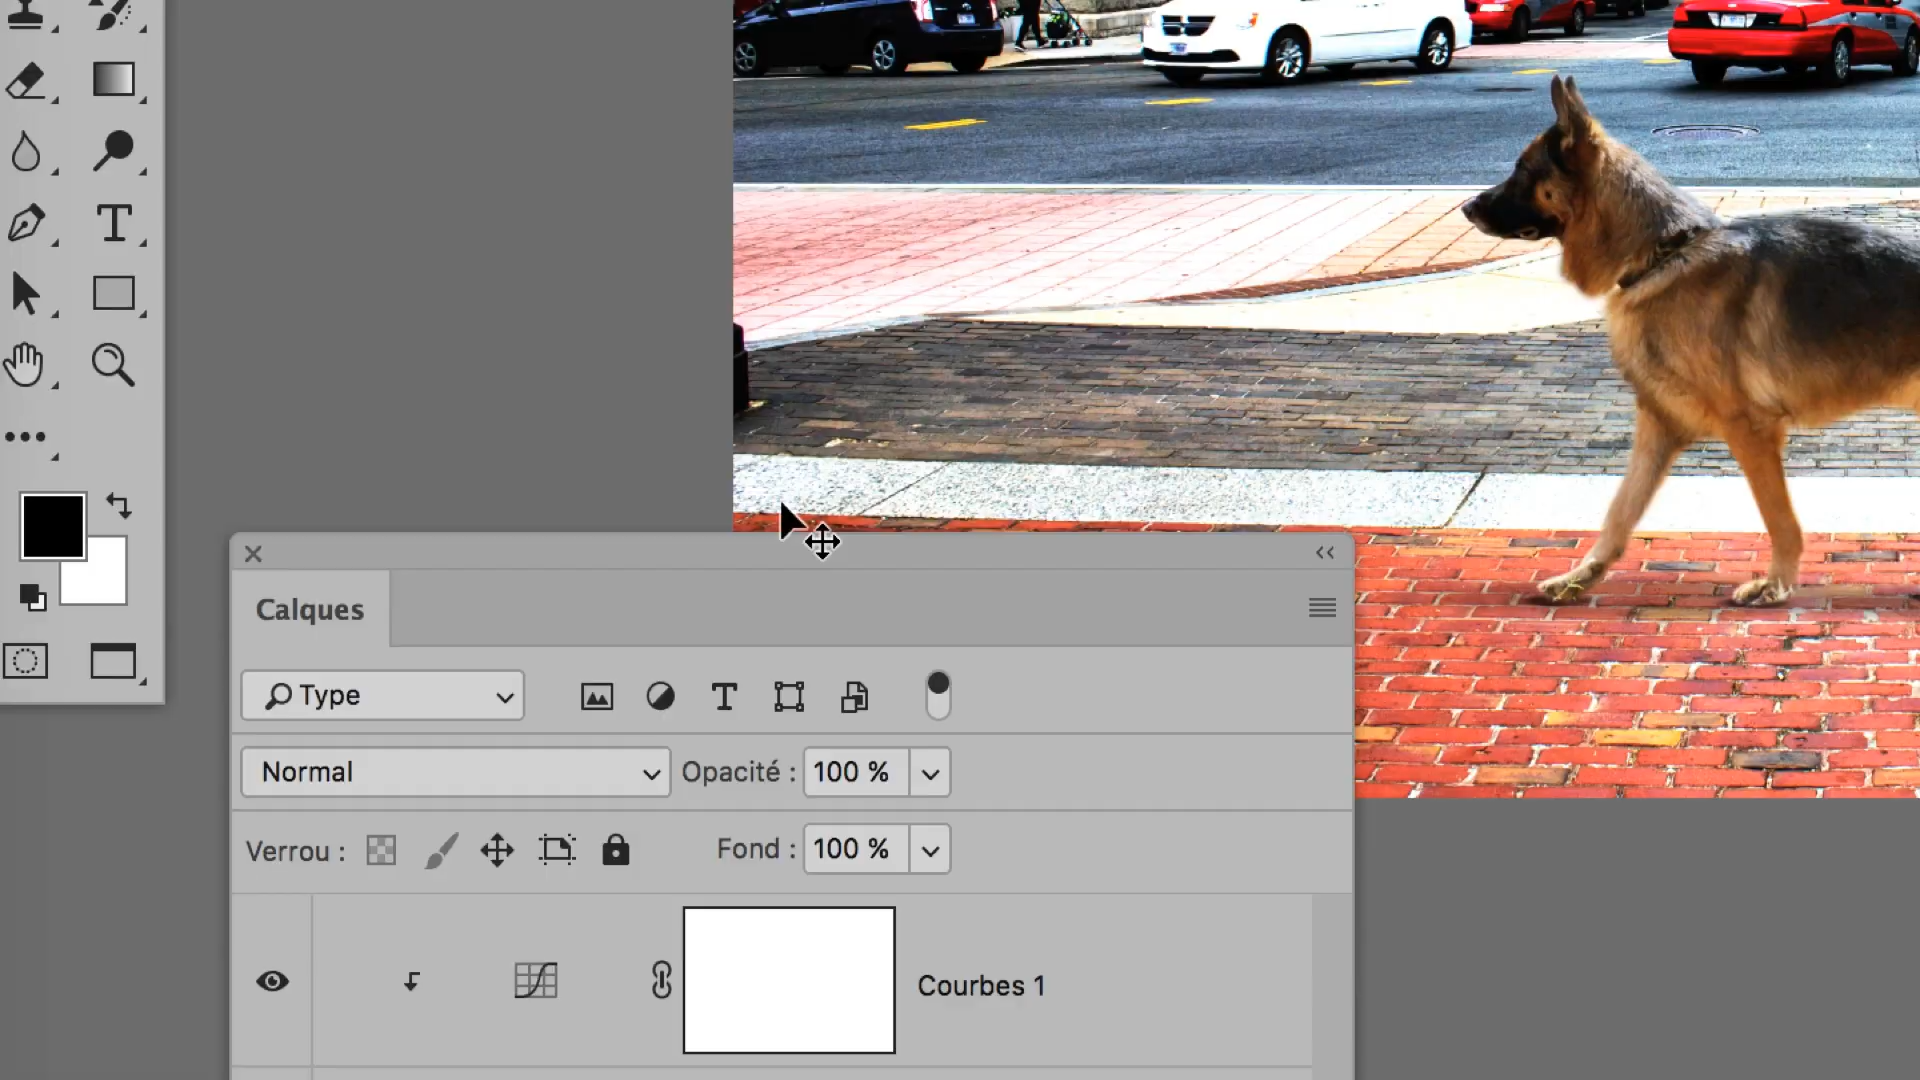 T
Calques
Type
T
Normal
Opacité : 100 %
Verrou :
Fond : 100 %
Courbes 1